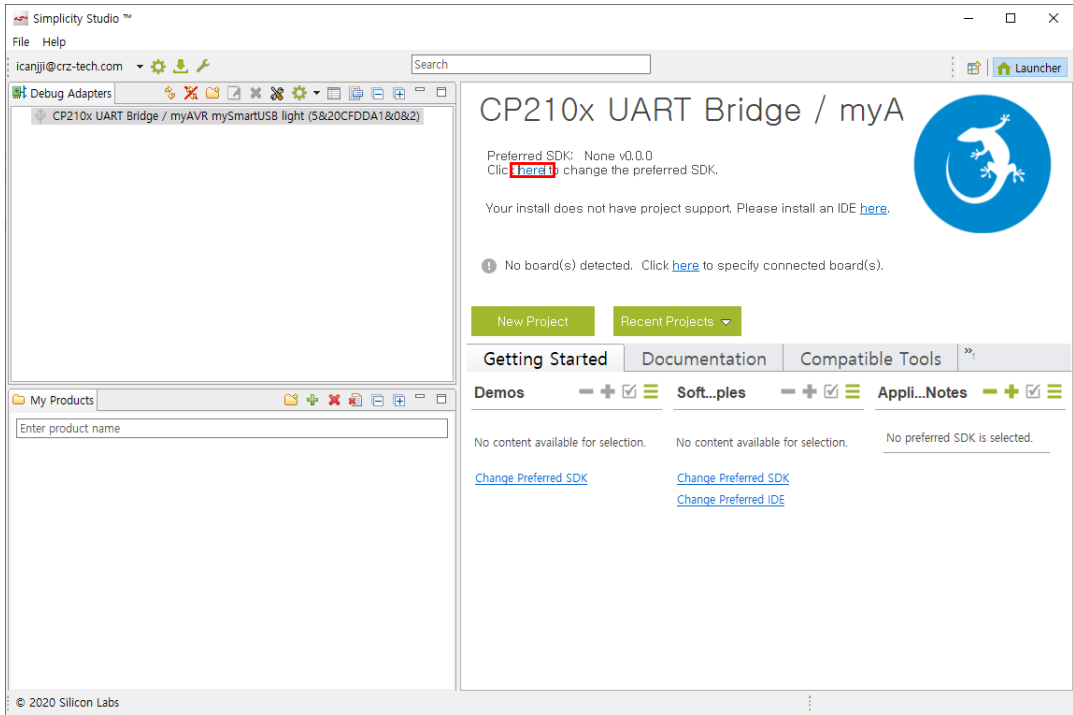 Simplicity Studio ™
File Help
icanjji@crz-tech.com
Search
Launcher
Debug Adapters
CP210x UART Bridge / myAVR mySmartUSB light (5&20CFDDA1&0&2)
My Products
Enter product name
CP210x UART Bridge / myA
Preferred SDK: None v0.0.0
Click here to change the preferred SDK.
Your install does not have project support. Please install an IDE here.
No board(s) detected. Click here to specify connected board(s).
New Project
Recent Projects
Getting Started
Documentation
Compatible Tools
»1
Demos
Soft...ples
Appli...Notes
No content available for selection.
No content available for selection.
No preferred SDK is selected.
Change Preferred SDK
Change Preferred SDK
Change Preferred IDE
© 2020 Silicon Labs